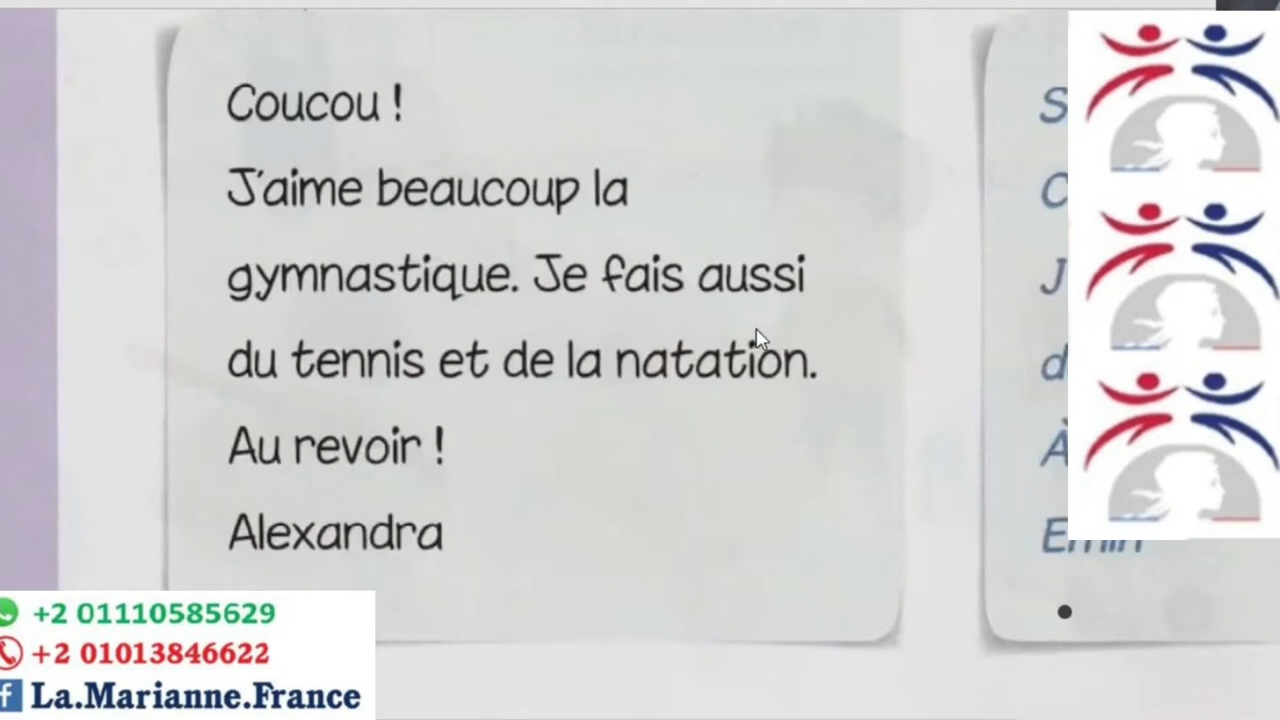 Coucou !
J'aime beaucoup la
gymnastique. Je fais aussi
du tennis et de la natation.
Au revoir !
Alexandra
+2 01110585629
+2 01013846622
La.Marianne.France